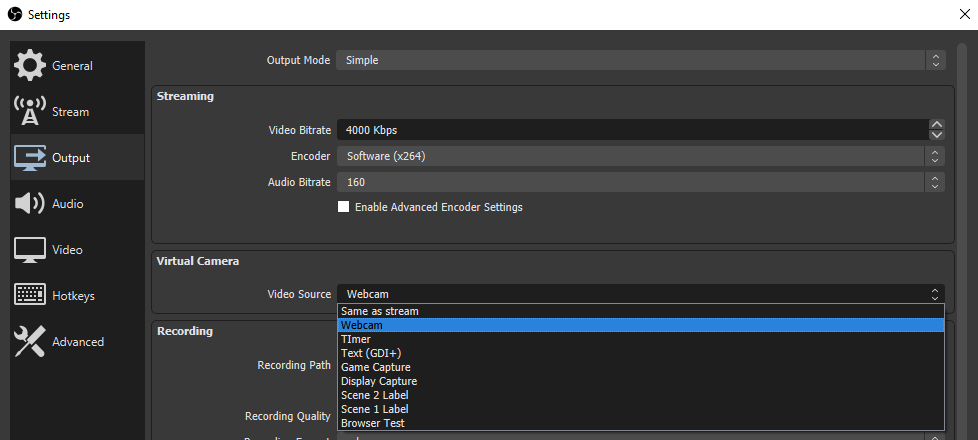 Settings
General
Stream
Output
Audio
Video
Hotkeys
Advanced
Output Mode Simple
Streaming
Video Bitrate 4000 Kbps
Encoder Software (x264)
Audio Bitrate 160
Enable Advanced Encoder Settings
Virtual Camera
Video Source Webcam
Same as stream
Webcam
TImer
Text (GDI+)
Game Capture
Display Capture
Scene 2 Label
Scene 1 Label
Browser Test
Recording
Recording Path
Recording Quality